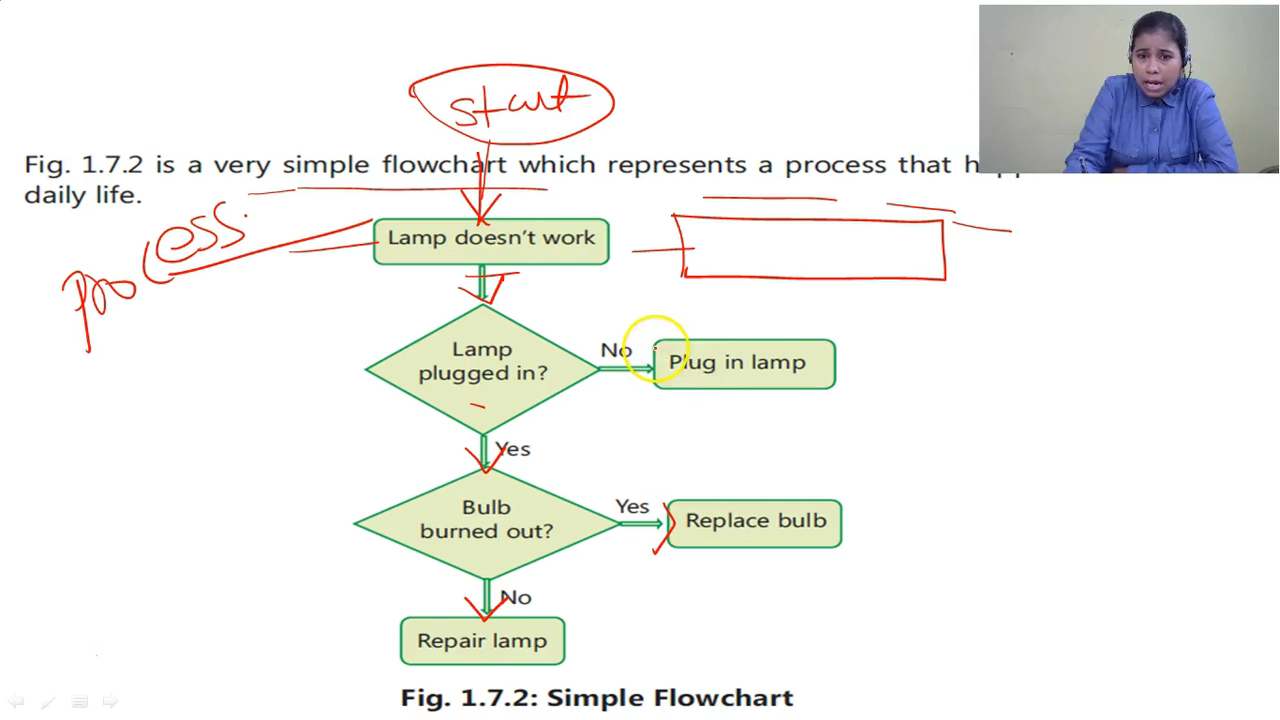 start
Fig. 1.7.2 is a very simple flowchart which represents a process that
daily life.
process
Lamp doesn't work
Lamp
plugged in?
No
Plug in lamp
Yes
Bulb
burned out?
Yes
Replace bulb
No
Repair lamp
Fig. 1.7.2: Simple Flowchart